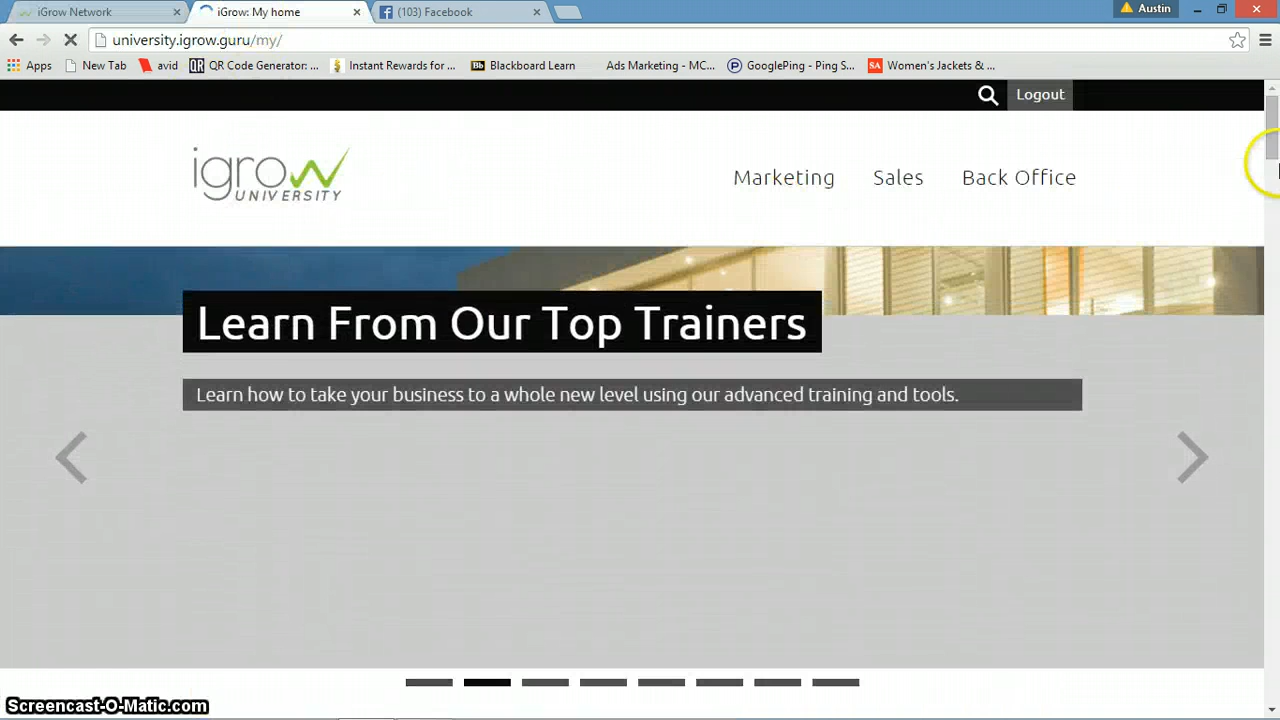 iGrow Network
iGrow: My home
(103) Facebook
Austin
university.igrow.guru/my/
Apps
New Tab
avid
QR Code Generator: ...
Instant Rewards for ...
Blackboard Learn
Ads Marketing – MC...
GooglePing - Ping S...
Women's Jackets & ...
Logout
igrow
UNIVERSITY
Marketing
Sales
Back Office
Learn From Our Top Trainers
Learn how to take your business to a whole new level using our advanced training and tools.
Screencast-O-Matic.com